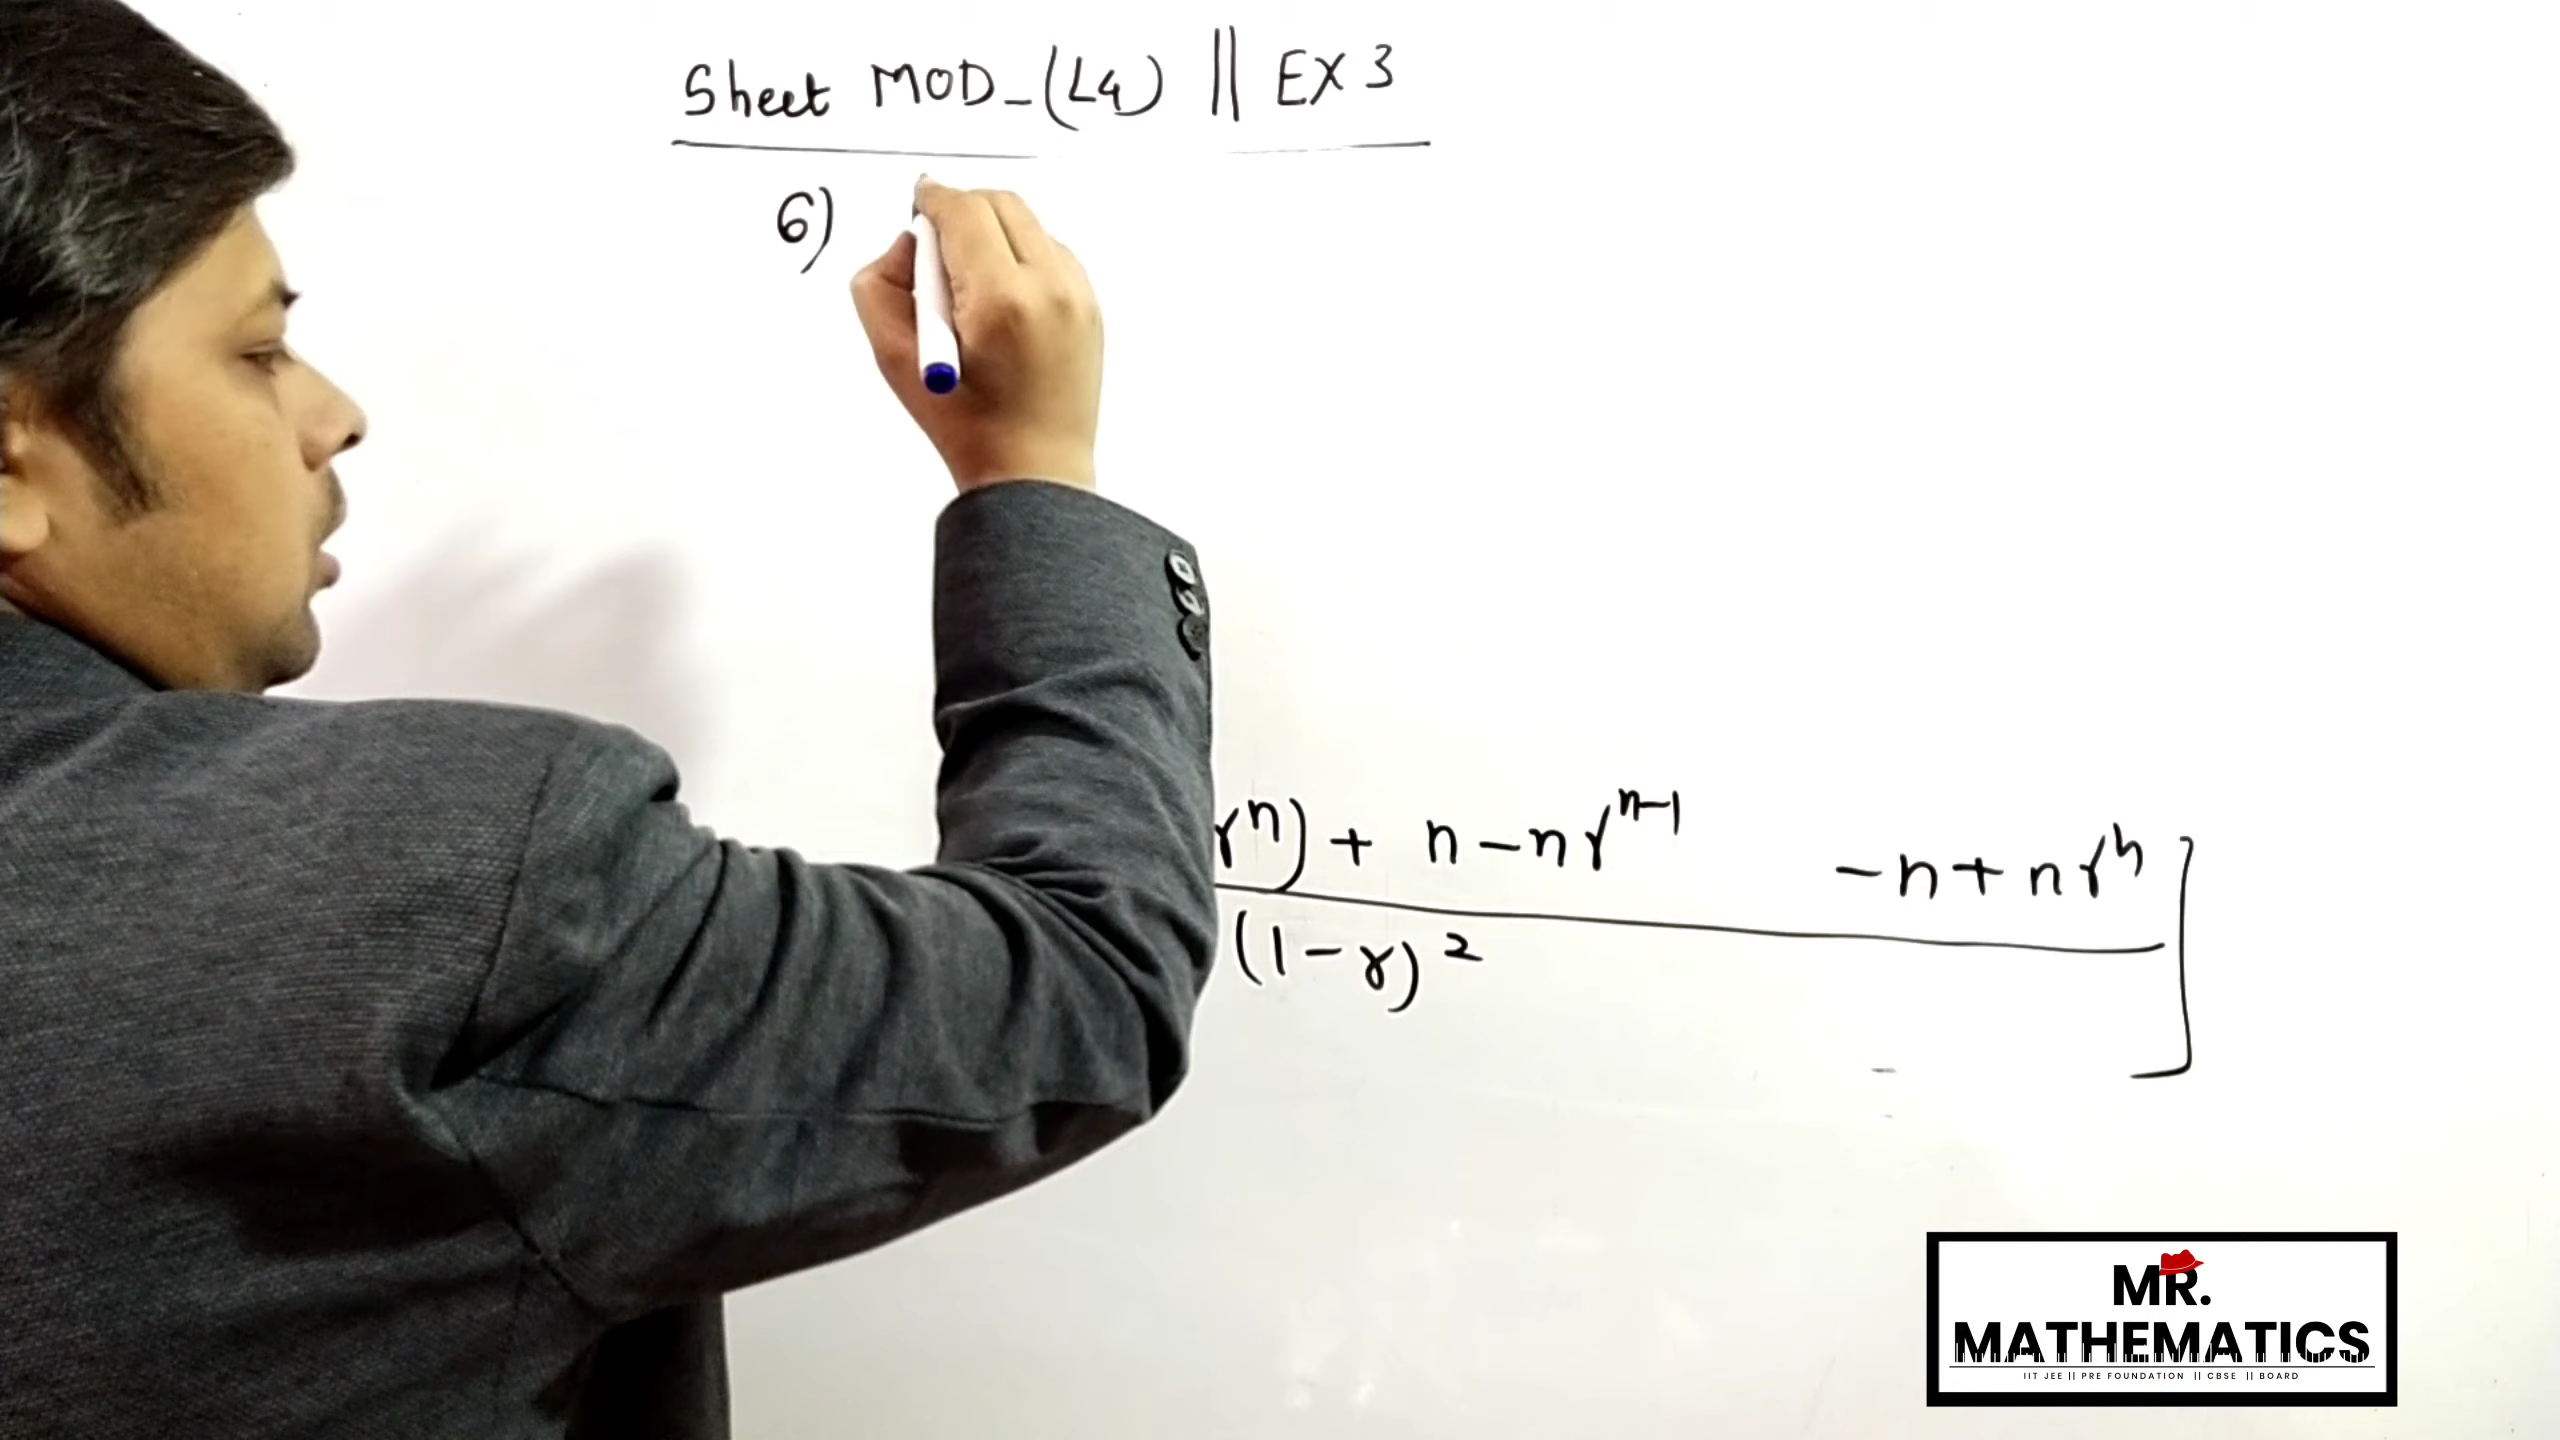 Sheet MOD-(L4) || EX 3
6)
rⁿ) + n - nrⁿ⁻¹ - n + nrⁿ ]
(1-r)²
MR.
MATHEMATICS
IIT JEE || PRE FOUNDATION || CBSE || BOARD